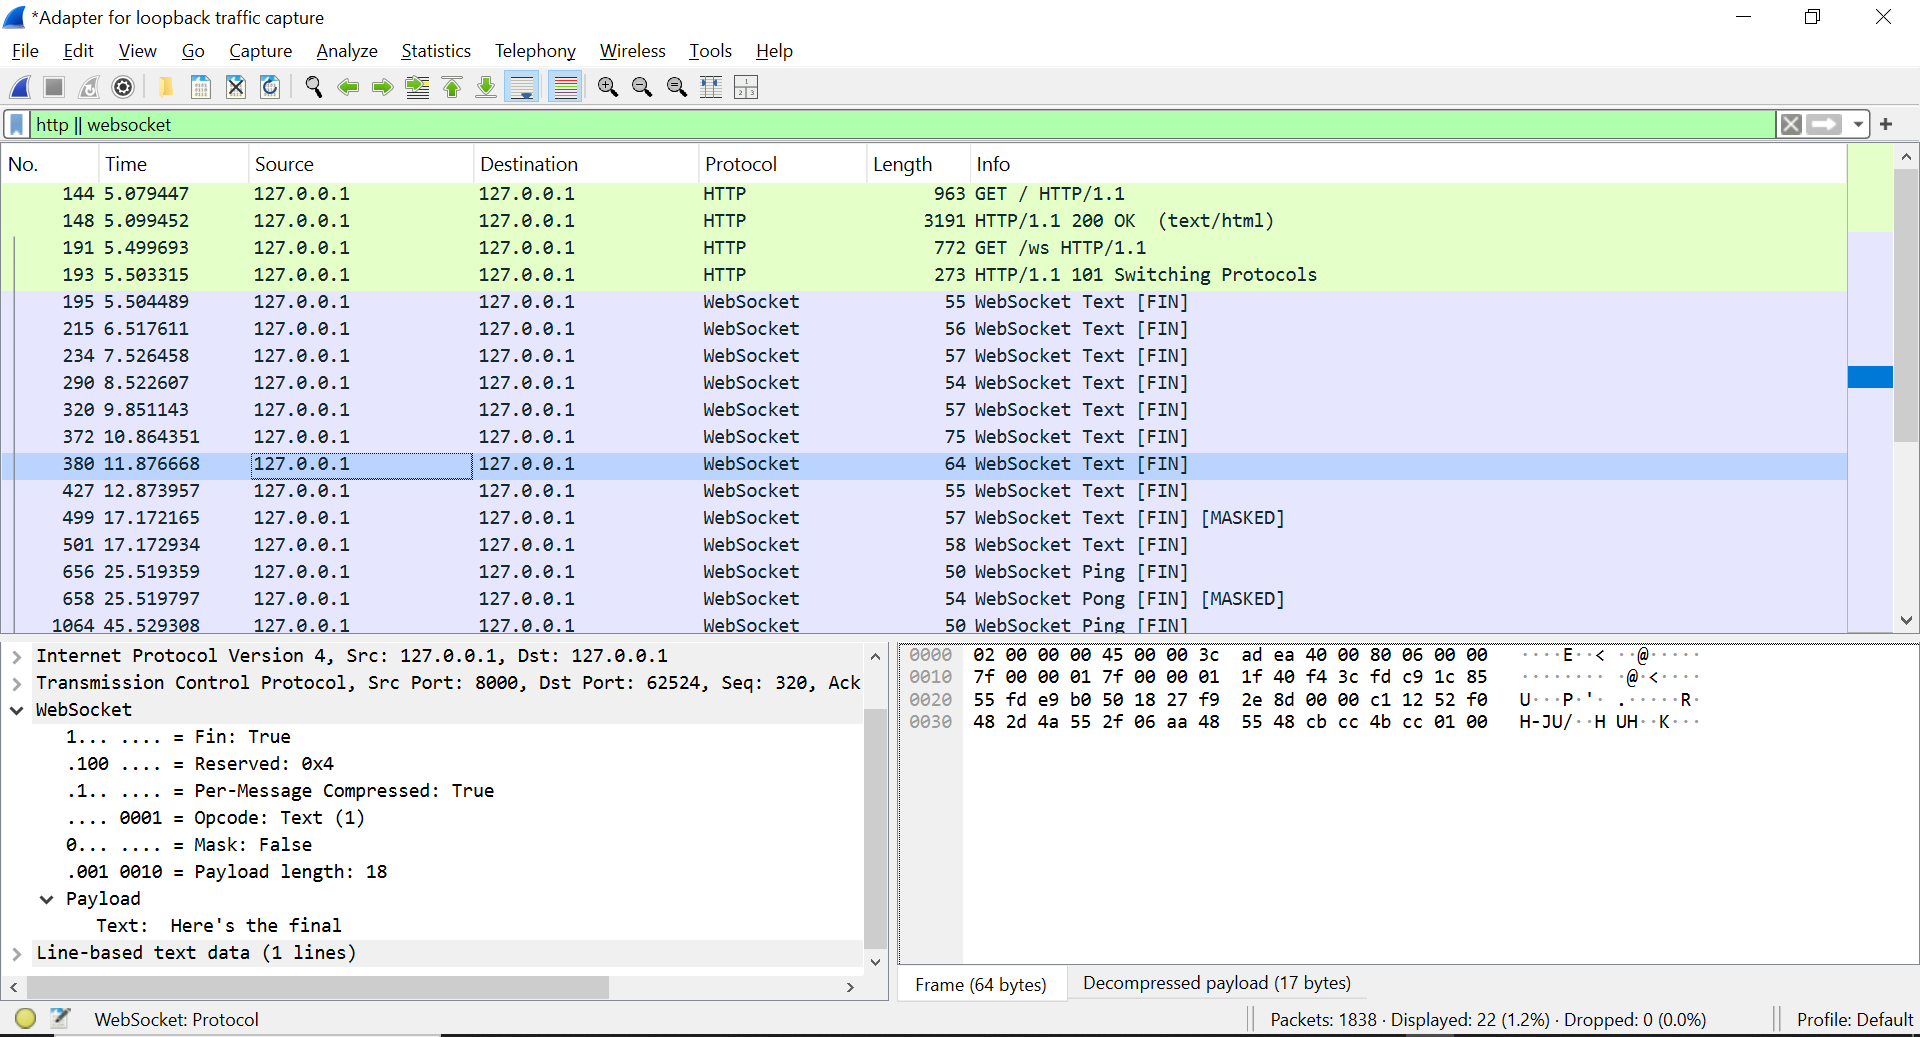 *Adapter for loopback traffic capture
File Edit View Go Capture Analyze Statistics Telephony Wireless Tools Help
http || websocket
No. Time Source Destination Protocol Length Info
144 5.079447 127.0.0.1 127.0.0.1 HTTP 963 GET / HTTP/1.1
148 5.099452 127.0.0.1 127.0.0.1 HTTP 3191 HTTP/1.1 200 OK (text/html)
191 5.499693 127.0.0.1 127.0.0.1 HTTP 772 GET /ws HTTP/1.1
193 5.503315 127.0.0.1 127.0.0.1 HTTP 273 HTTP/1.1 101 Switching Protocols
195 5.504489 127.0.0.1 127.0.0.1 WebSocket 55 WebSocket Text [FIN]
215 6.517611 127.0.0.1 127.0.0.1 WebSocket 56 WebSocket Text [FIN]
234 7.526458 127.0.0.1 127.0.0.1 WebSocket 57 WebSocket Text [FIN]
290 8.522607 127.0.0.1 127.0.0.1 WebSocket 54 WebSocket Text [FIN]
320 9.851143 127.0.0.1 127.0.0.1 WebSocket 57 WebSocket Text [FIN]
372 10.864351 127.0.0.1 127.0.0.1 WebSocket 75 WebSocket Text [FIN]
380 11.876668 127.0.0.1 127.0.0.1 WebSocket 64 WebSocket Text [FIN]
427 12.873957 127.0.0.1 127.0.0.1 WebSocket 55 WebSocket Text [FIN]
499 17.172165 127.0.0.1 127.0.0.1 WebSocket 57 WebSocket Text [FIN] [MASKED]
501 17.172934 127.0.0.1 127.0.0.1 WebSocket 58 WebSocket Text [FIN]
656 25.519359 127.0.0.1 127.0.0.1 WebSocket 50 WebSocket Ping [FIN]
658 25.519797 127.0.0.1 127.0.0.1 WebSocket 54 WebSocket Pong [FIN] [MASKED]
1064 45.529308 127.0.0.1 127.0.0.1 WebSocket 50 WebSocket Ping [FIN]
Internet Protocol Version 4, Src: 127.0.0.1, Dst: 127.0.0.1
Transmission Control Protocol, Src Port: 8000, Dst Port: 62524, Seq: 320, Ack
WebSocket
1... .... = Fin: True
.100 .... = Reserved: 0x4
.1.. .... = Per-Message Compressed: True
.... 0001 = Opcode: Text (1)
0... .... = Mask: False
.001 0010 = Payload length: 18
Payload
Text: Here's the final
Line-based text data (1 lines)
0000 02 00 00 00 45 00 00 3c ad ea 40 00 80 06 00 00 ····E··< ··@·····
0010 7f 00 00 01 7f 00 00 01 1f 40 f4 3c fd c9 1c 85 ········ ·@·<····
0020 55 fd e9 b0 50 18 27 f9 2e 8d 00 00 c1 12 52 f0 U···P·'· .·····R·
0030 48 2d 4a 55 2f 06 aa 48 55 48 cb cc 4b cc 01 00 H-JU/··H UH··K···
Frame (64 bytes) Decompressed payload (17 bytes)
WebSocket: Protocol
Packets: 1838 · Displayed: 22 (1.2%) · Dropped: 0 (0.0%)
Profile: Default